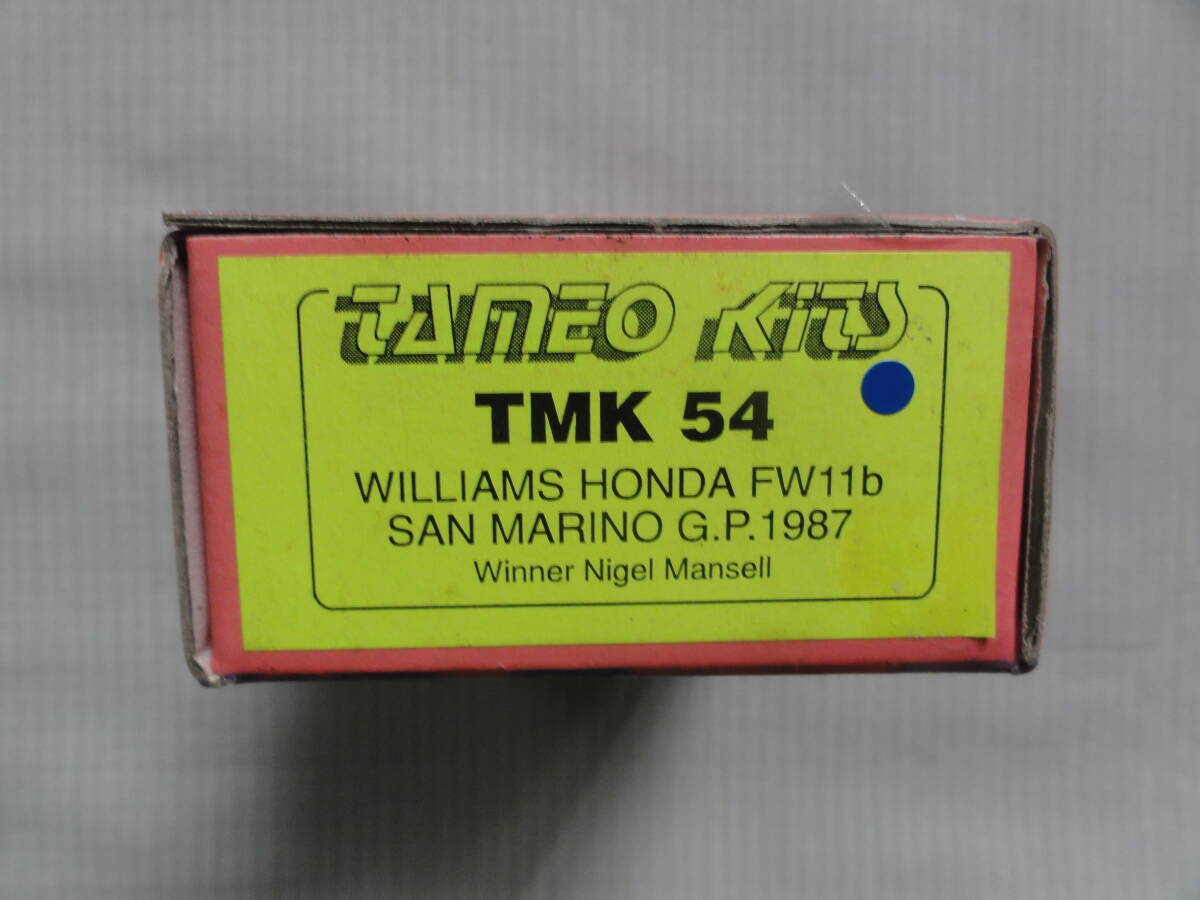 TAMEO KITS
TMK 54
WILLIAMS HONDA FW11b
SAN MARINO G.P.1987
Winner Nigel Mansell